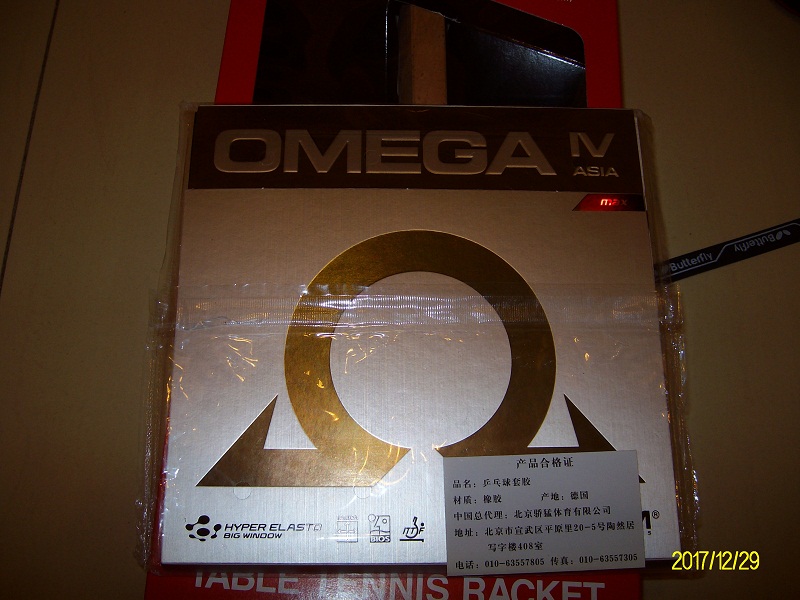 OMEGA IV
ASIA
max
Butterfly Butterfly
产品合格证
品名：乒乓球套胶
材质：橡胶 产地：德国
中国总代理：北京骄猛体育有限公司
地址：北京市宣武区平原里20-5号陶然居
写字楼408室
电话：010-63557805 传真：010-63557305
HYPER ELASTO
BIG WINDOW
BIOS
ITTF
M®
TABLE TENNIS RACKET
2017/12/29